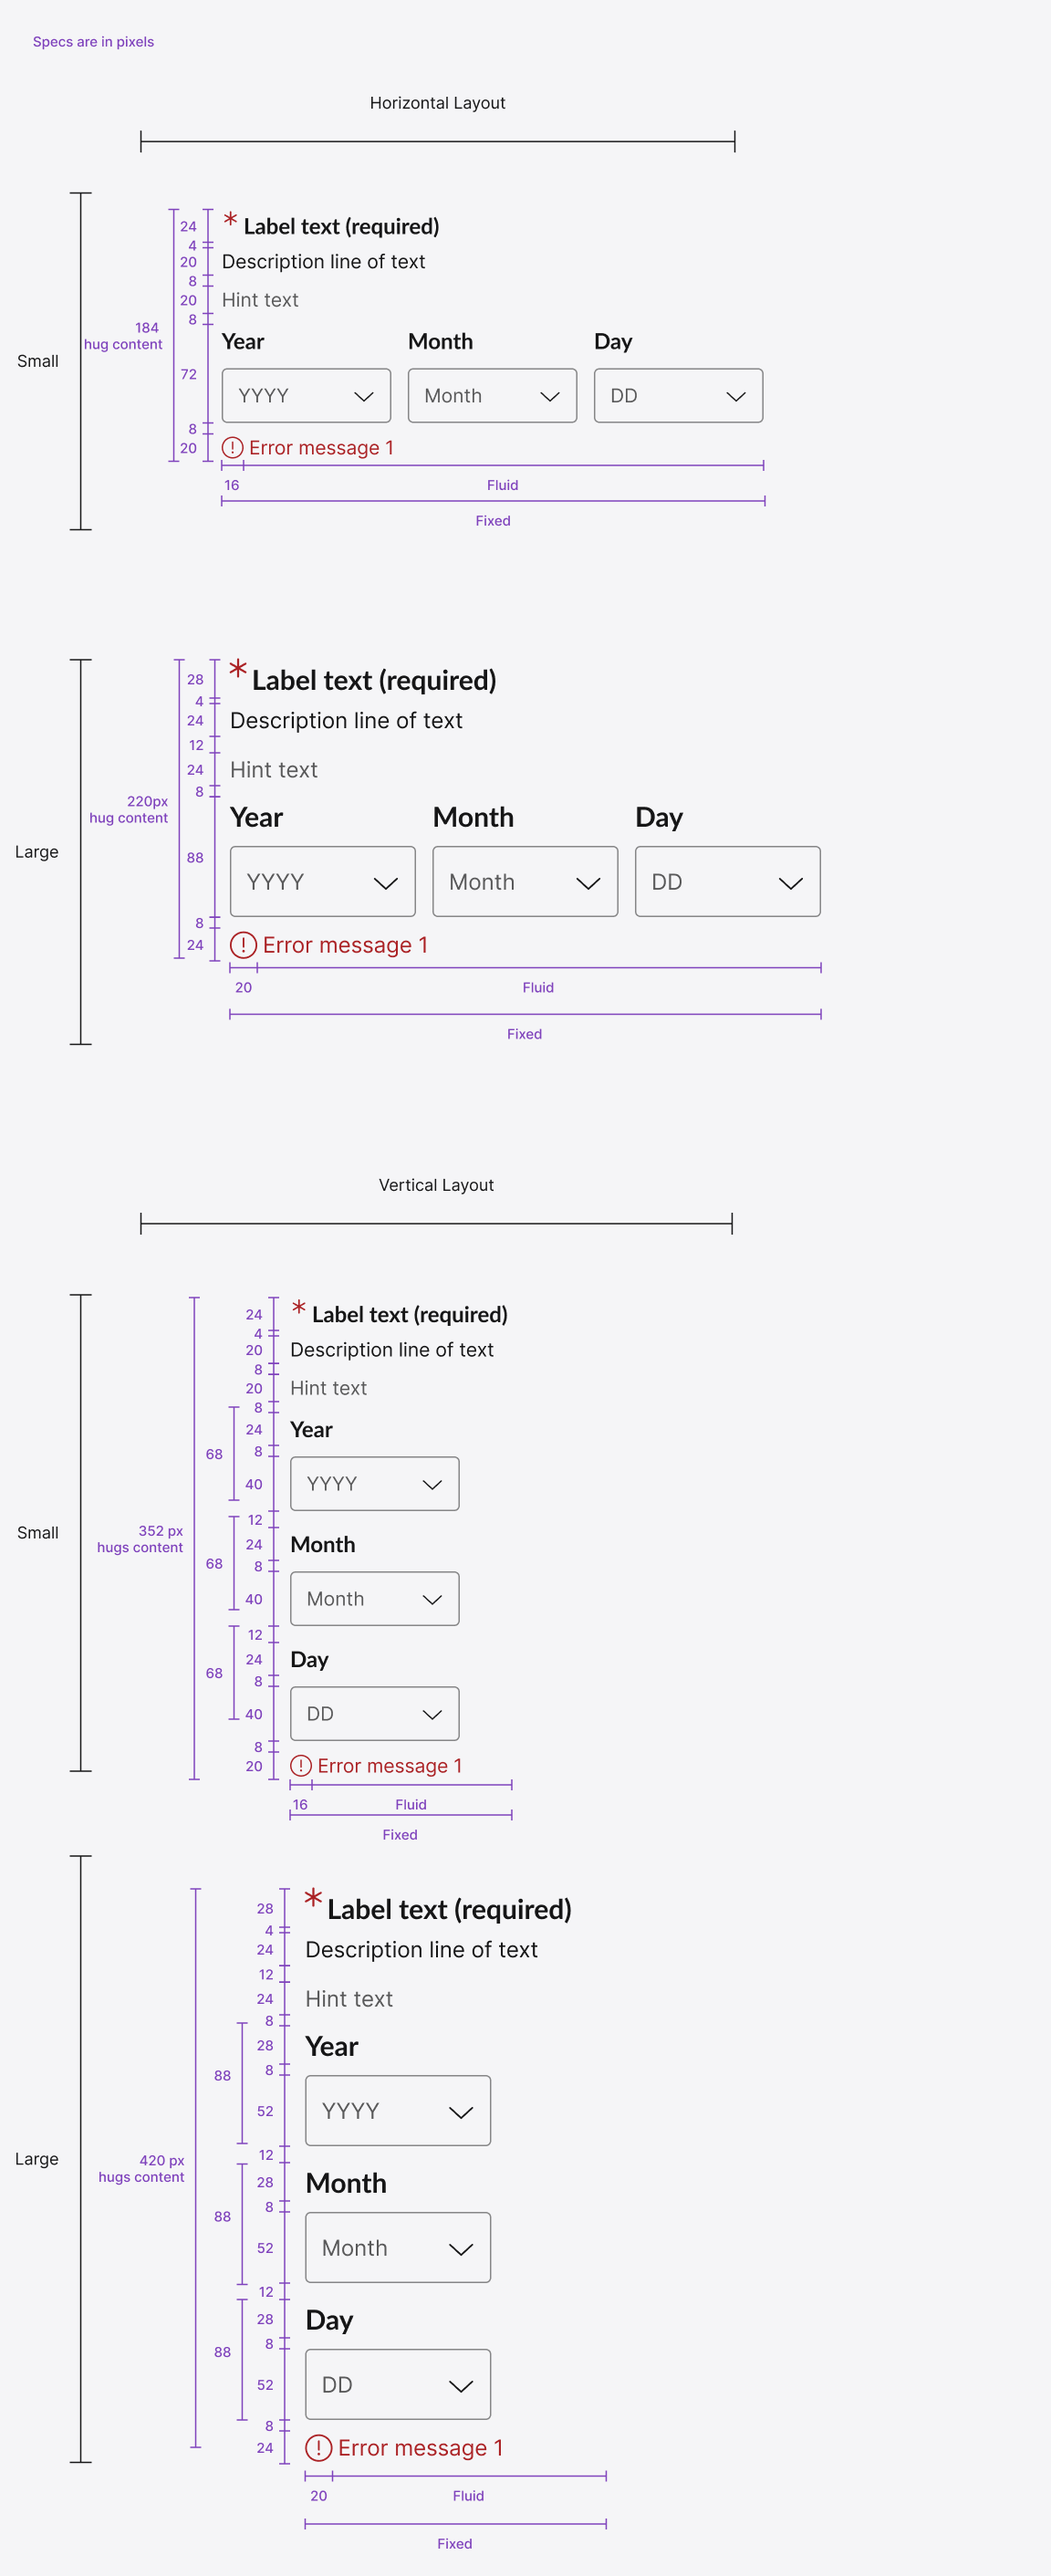 Specs are in pixels
Horizontal Layout
Small
184
hug content
24
4
20
8
20
8
72
8
20
* Label text (required)
Description line of text
Hint text
Year Month Day
YYYY Month DD
Error message 1
16 Fluid
Fixed
Large
220px
hug content
28
4
24
12
24
8
88
8
24
* Label text (required)
Description line of text
Hint text
Year Month Day
YYYY Month DD
Error message 1
20 Fluid
Fixed
Vertical Layout
Small
352 px
hugs content
68
68
68
24
4
20
8
20
8
24
8
40
12
24
8
40
12
24
8
40
8
20
* Label text (required)
Description line of text
Hint text
Year
YYYY
Month
Month
Day
DD
Error message 1
16 Fluid
Fixed
Large
420 px
hugs content
88
88
88
28
4
24
12
24
8
28
8
52
12
28
8
52
12
28
8
52
8
24
* Label text (required)
Description line of text
Hint text
Year
YYYY
Month
Month
Day
DD
Error message 1
20 Fluid
Fixed